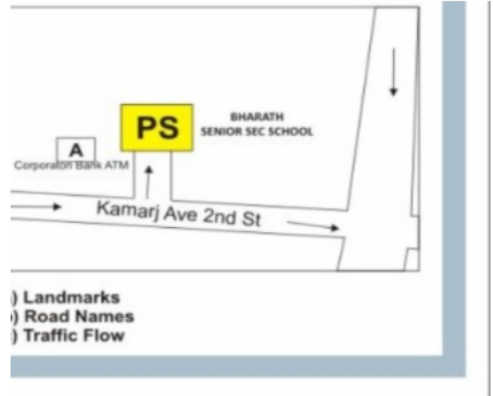 PS
BHARATH
SENIOR SEC SCHOOL
A
Corporation Bank ATM
Kamarj Ave 2nd St
) Landmarks
) Road Names
) Traffic Flow